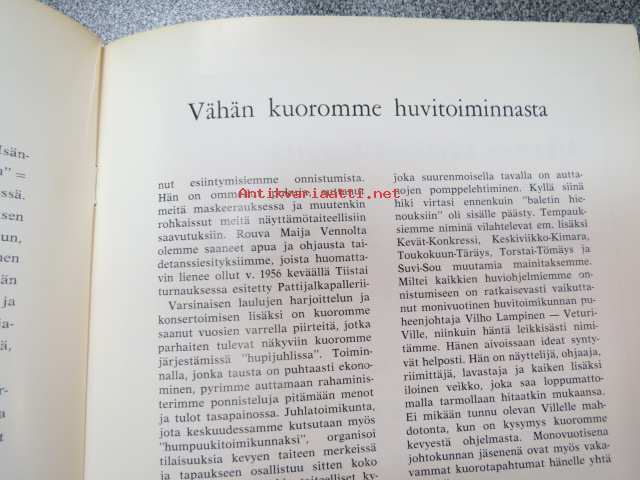 Vähän kuoromme huvitoiminnasta
nut esiintymisiemme onnistumista.
Hän on ommellut pukuja, auttanut
meitä maskeerauksessa ja muutenkin
rohkaissut meitä näyttämötaiteellisiin
saavutuksiin. Rouva Maija Vennolta
olemme saaneet apua ja ohjausta tai-
detanssiesityksiimme, joista huomatta-
vin lienee ollut v. 1956 keväällä Tiistai
turnauksessa esitetty Pattijalkapallerii-
Varsinaisen laulujen harjoittelun ja
konsertoimisen lisäksi on kuoromme
saanut vuosien varrella piirteitä, jotka
parhaiten tulevat näkyviin kuoromme
järjestämissä "hupijuhlissa". Toimin-
nalla, jonka tausta on puhtaasti ekono-
minen, pyrimme auttamaan rahaminis-
terimme ponnisteluja pitämään menot
ja tulot tasapainossa. Juhlatoimikunta,
jota keskuudessamme kutsutaan myös
"humpuukitoimikunnaksi", organisoi
tilaisuuksia kevyen taiteen merkeissä
ja tapaukseen osallistuu sitten koko
joka suurenmoisella tavalla on autta-
nojen pomppelehtiminen. Kyllä siinä
hiki virtasi ennenkuin "baletin hie-
nouksiin" oli sisälle päästy. Tempauk-
siemme niminä vilahtelevat em. lisäksi
Kevät-Konkressi, Keskiviikko-Kimara,
Toukokuun-Täräys, Torstai-Tömäys ja
Suvi-Sou muutamia mainitaksemme.
Miltei kaikkien huviohjelmiemme on-
nistumiseen on ratkaisevasti vaikutta-
nut monivuotinen huvitoimikunnan pu-
heenjohtaja Vilho Lampinen — Veturi-
Ville, niinkuin häntä leikkisästi nimi-
tämme. Hänen aivoissaan ideat synty-
vät helposti. Hän on näyttelijä, ohjaaja,
riimittäjä, lavastaja ja kaiken lisäksi
iloinen veikko, joka saa loppumatto-
malla tarmollaan hitaatkin mukaansa.
Ei mikään tunnu olevan Villelle mah-
dotonta, kun on kysymys kuoromme
kevyestä ohjelmasta. Monovuotisena
johtokunnan jäsenenä ovat myös vaka-
vammat kuorotapahtumat hänelle yhtä
Antikvariaatti.net